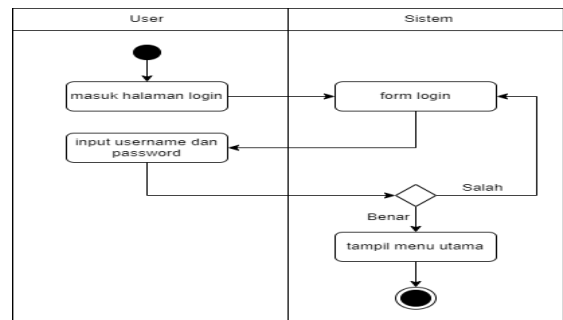 User
Sistem
masuk halaman login
form login
input username dan
password
Salah
Benar
tampil menu utama